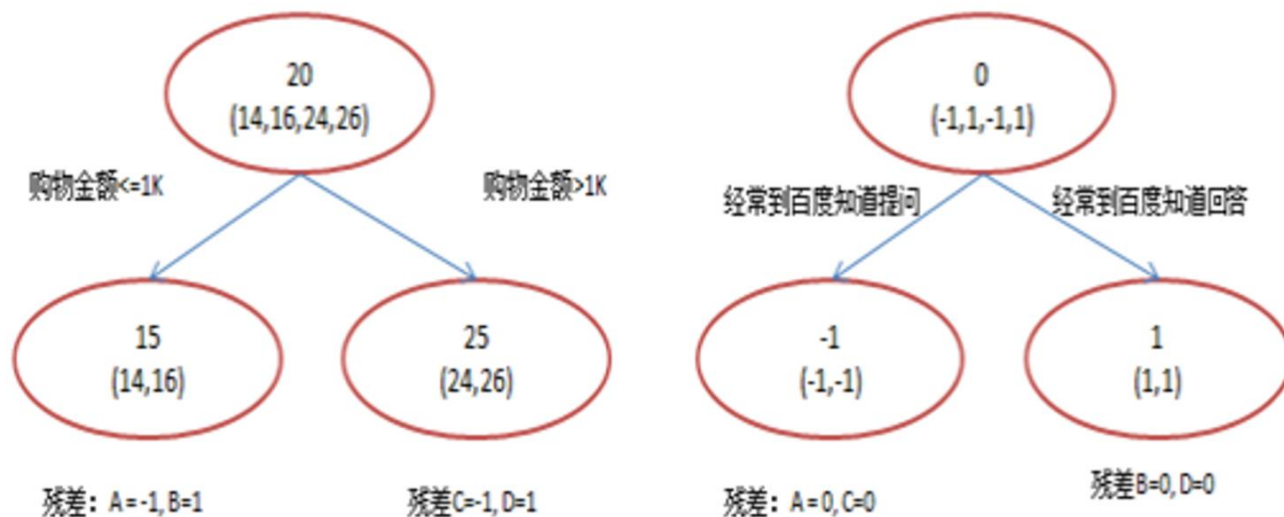 20
(14,16,24,26)
购物金额<=1K
购物金额>1K
15
(14,16)
25
(24,26)
残差：A = -1, B=1
残差C=-1, D=1
0
(-1,1,-1,1)
经常到百度知道提问
经常到百度知道回答
-1
(-1,-1)
1
(1,1)
残差：A = 0, C=0
残差B=0, D=0